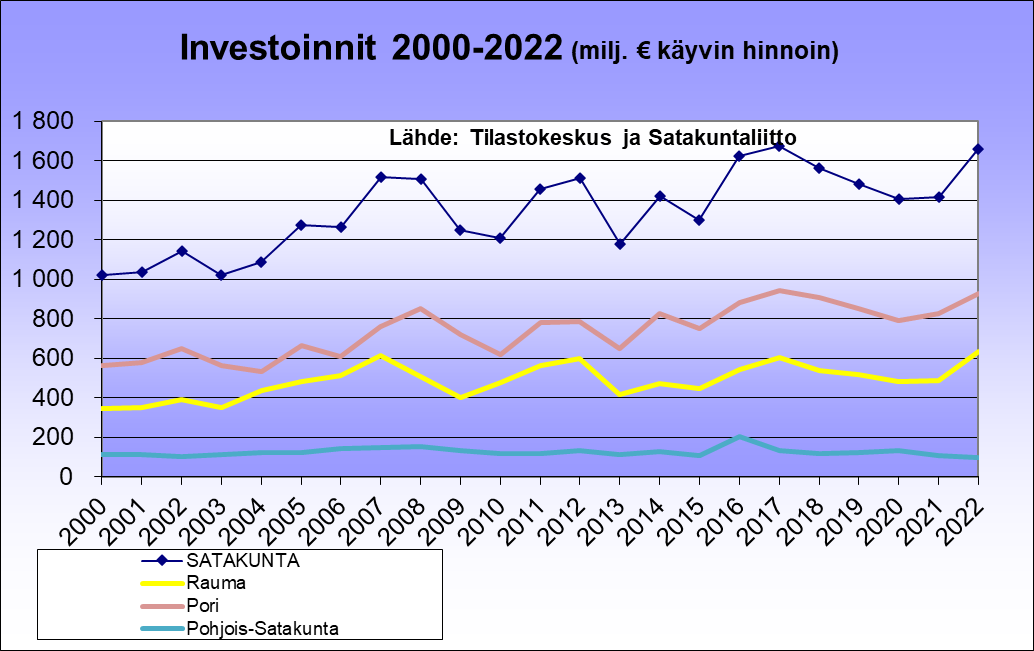 Investoinnit 2000-2022 (milj. € käyvin hinnoin)
Lähde: Tilastokeskus ja Satakuntaliitto
1 800
1 600
1 400
1 200
1 000
800
600
400
200
0
2000 2001 2002 2003 2004 2005 2006 2007 2008 2009 2010 2011 2012 2013 2014 2015 2016 2017 2018 2019 2020 2021 2022
SATAKUNTA
Rauma
Pori
Pohjois-Satakunta